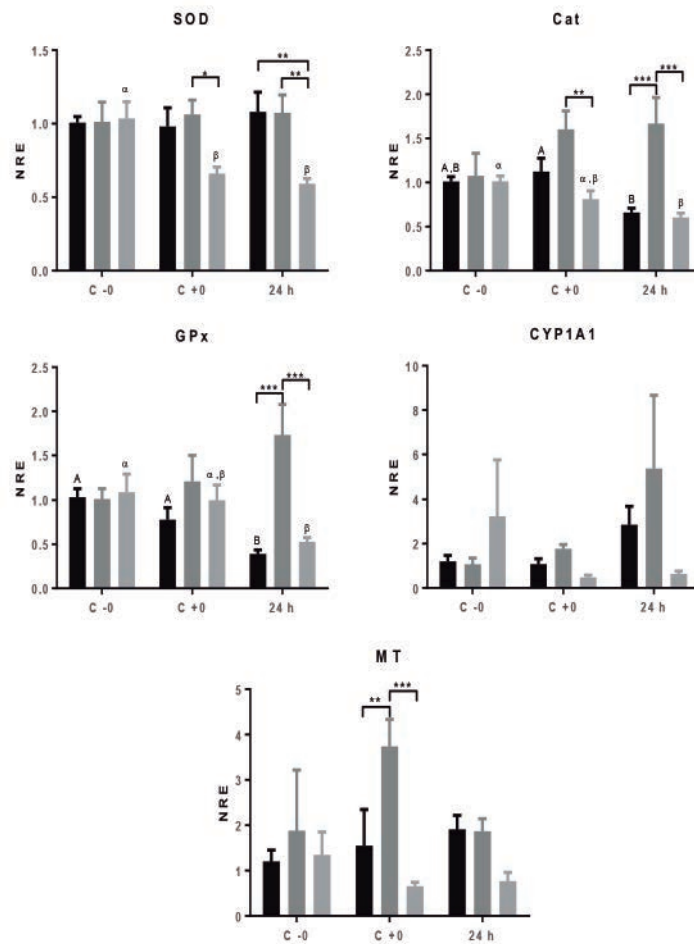 SOD
1.5
1.0
0.5
0.0
NRE
α
*
β
**
**
β
C -0
C +0
24 h
Cat
2.5
2.0
1.5
1.0
0.5
0.0
NRE
A,B
α
A
**
α,β
***
***
B
β
C -0
C +0
24 h
GPx
2.5
2.0
1.5
1.0
0.5
0.0
NRE
A
α
A
α,β
***
***
B
β
C -0
C +0
24 h
CYP1A1
10
8
6
4
2
0
NRE
C -0
C +0
24 h
MT
5
4
3
2
1
0
NRE
**
***
C -0
C +0
24 h